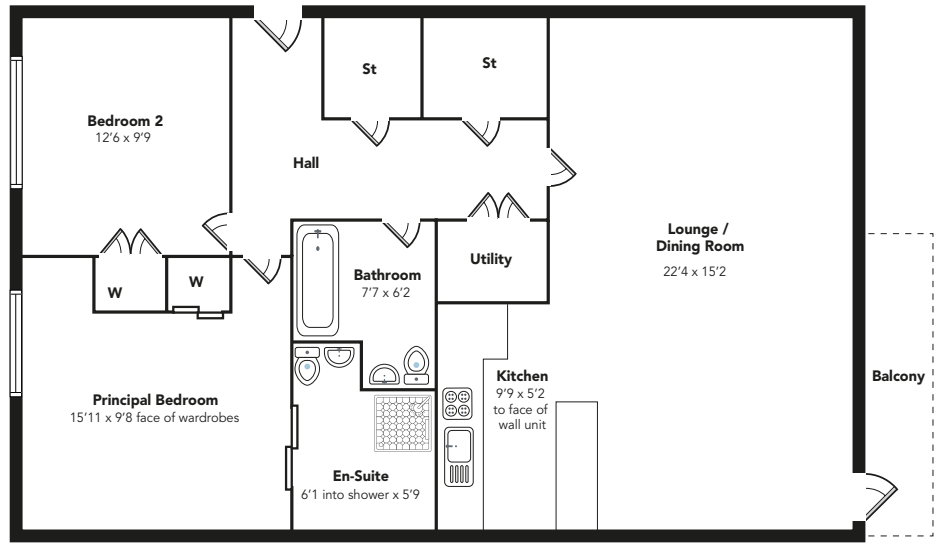 Bedroom 2
12’6 x 9’9
St
St
Hall
Lounge /
Dining Room
22’4 x 15’2
Utility
Bathroom
7’7 x 6’2
W
W
Balcony
Kitchen
9’9 x 5’2
to face of
wall unit
Principal Bedroom
15’11 x 9’8 face of wardrobes
En-Suite
6’1 into shower x 5’9